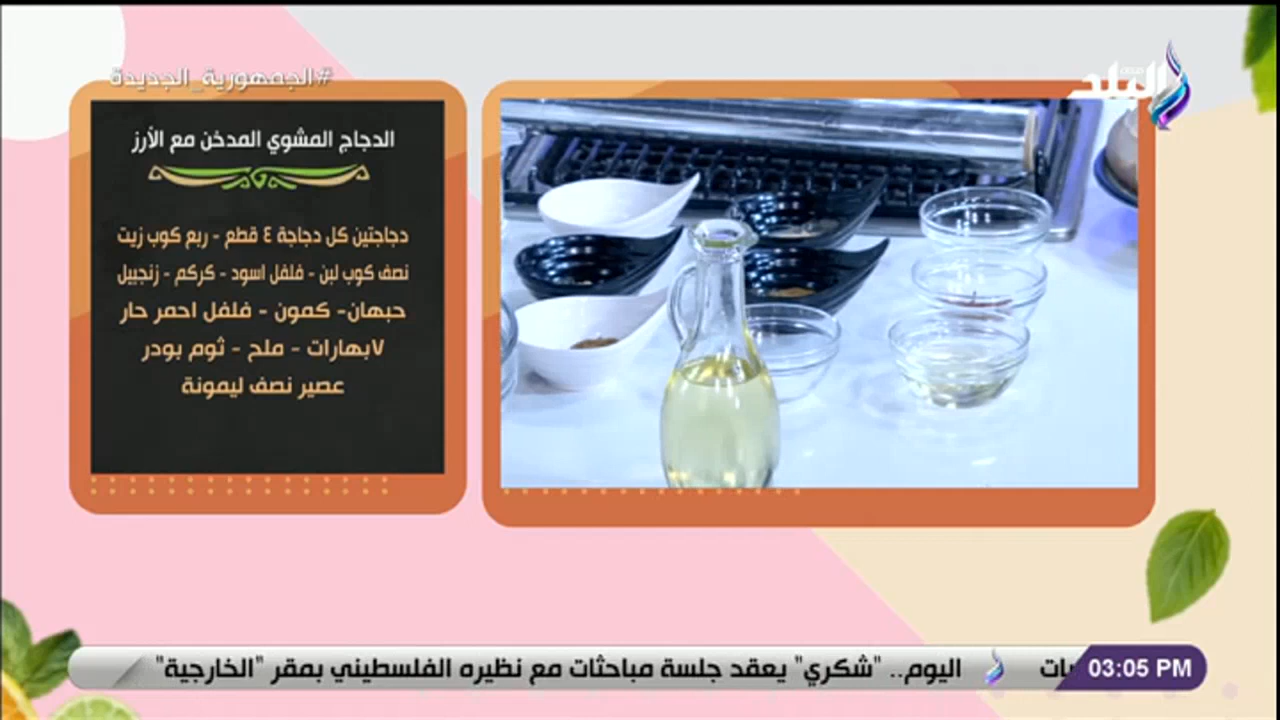 #الجمهورية_الجديدة
صدى البلد
الدجاج المشوي المدخن مع الأرز
دجاجتين كل دجاجة ٤ قطع - ربع كوب زيت
نصف كوب لبن - فلفل اسود - كركم - زنجبيل
حبهان- كمون - فلفل احمر حار
٧بهارات - ملح - ثوم بودر
عصير نصف ليمونة
اليوم.. "شكري" يعقد جلسة مباحثات مع نظيره الفلسطيني بمقر "الخارجية"
03:05 PM